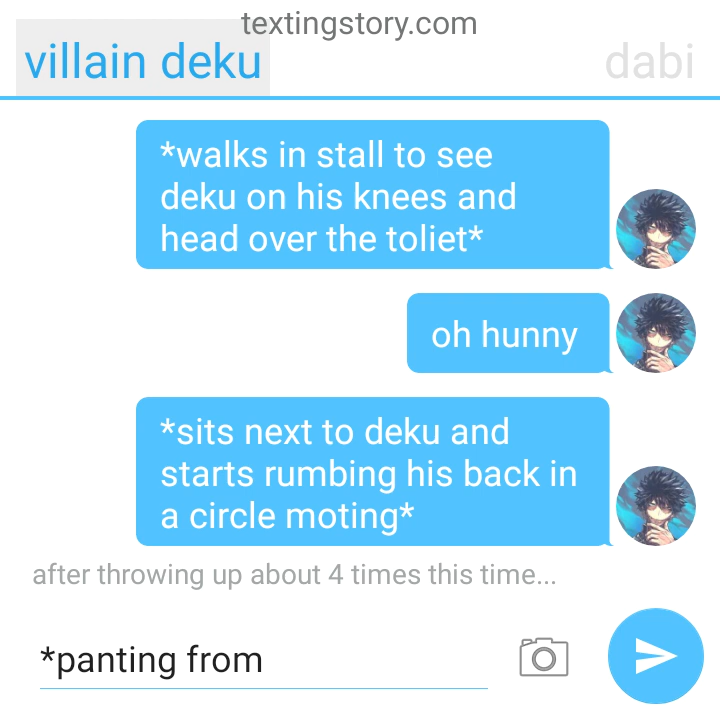 textingstory.com
villain deku
dabi
*walks in stall to see
deku on his knees and
head over the toliet*
oh hunny
*sits next to deku and
starts rumbing his back in
a circle moting*
after throwing up about 4 times this time...
*panting from